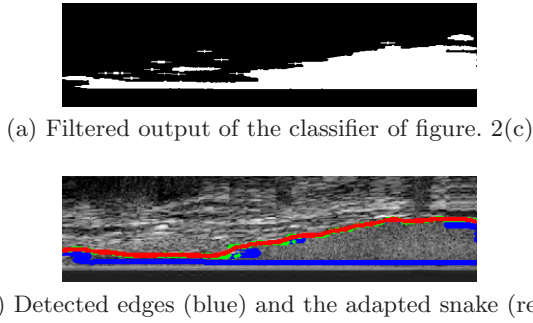 (a) Filtered output of the classifier of figure. 2(c)
) Detected edges (blue) and the adapted snake (re